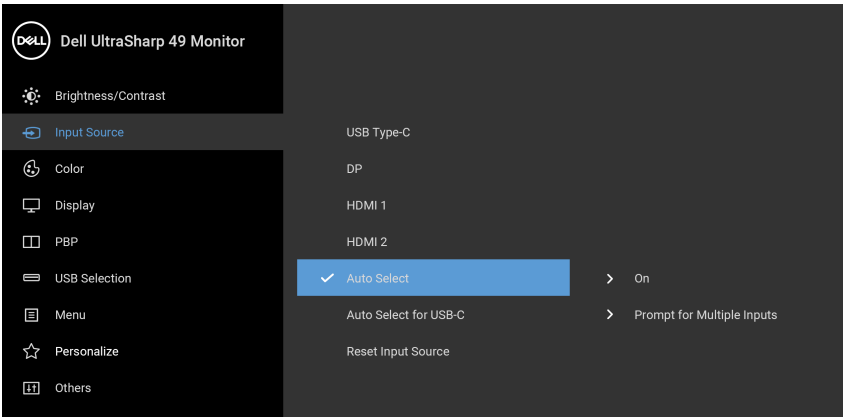 DELL Dell UltraSharp 49 Monitor
Brightness/Contrast
Input Source
Color
Display
PBP
USB Selection
Menu
Personalize
Others
USB Type-C
DP
HDMI 1
HDMI 2
Auto Select
On
Auto Select for USB-C
Prompt for Multiple Inputs
Reset Input Source